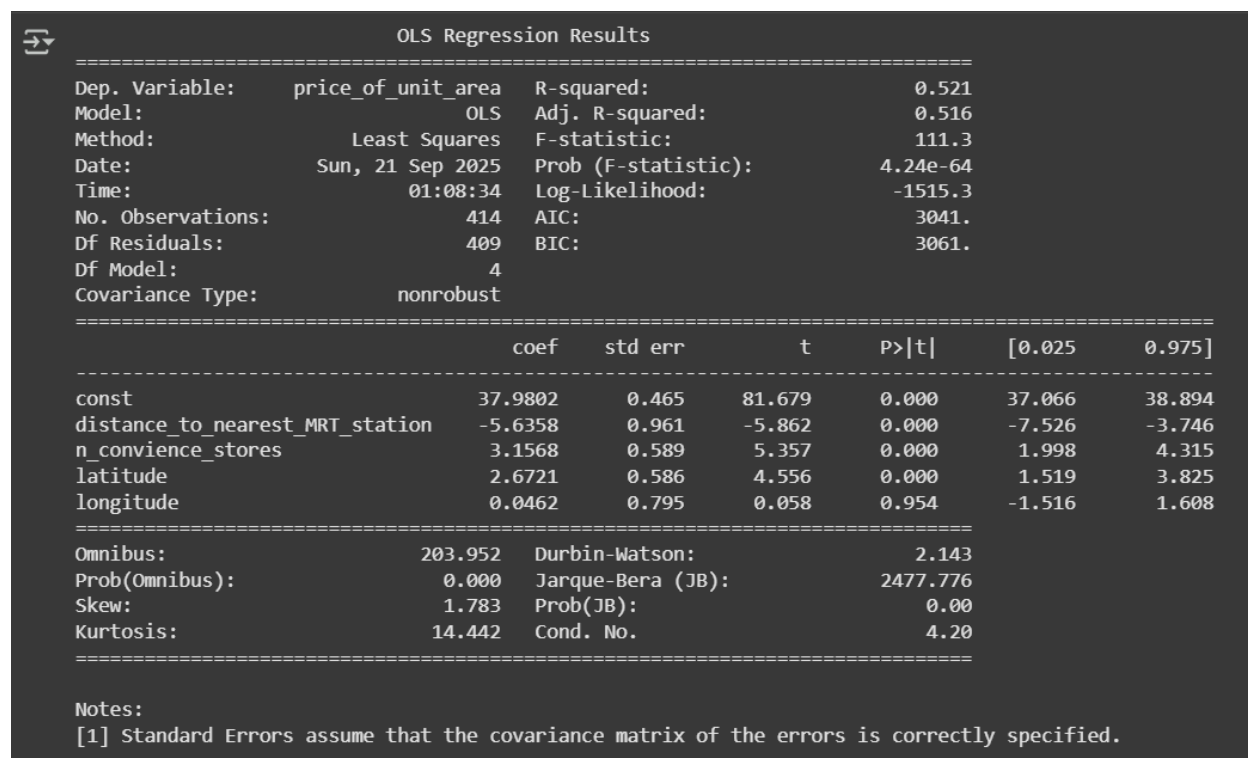 OLS Regression Results
==============================================================================
Dep. Variable:     price_of_unit_area   R-squared:                       0.521
Model:                            OLS   Adj. R-squared:                  0.516
Method:                 Least Squares   F-statistic:                     111.3
Date:                Sun, 21 Sep 2025   Prob (F-statistic):           4.24e-64
Time:                        01:08:34   Log-Likelihood:                -1515.3
No. Observations:                 414   AIC:                             3041.
Df Residuals:                     409   BIC:                             3061.
Df Model:                           4
Covariance Type:            nonrobust
===================================================================================================
                                      coef    std err          t      P>|t|      [0.025      0.975]
---------------------------------------------------------------------------------------------------
const                              37.9802      0.465     81.679      0.000      37.066      38.894
distance_to_nearest_MRT_station    -5.6358      0.961     -5.862      0.000      -7.526      -3.746
n_convience_stores                  3.1568      0.589      5.357      0.000       1.998       4.315
latitude                            2.6721      0.586      4.556      0.000       1.519       3.825
longitude                           0.0462      0.795      0.058      0.954      -1.516       1.608
==============================================================================
Omnibus:                      203.952   Durbin-Watson:                   2.143
Prob(Omnibus):                  0.000   Jarque-Bera (JB):             2477.776
Skew:                           1.783   Prob(JB):                         0.00
Kurtosis:                      14.442   Cond. No.                         4.20
==============================================================================
Notes:
[1] Standard Errors assume that the covariance matrix of the errors is correctly specified.